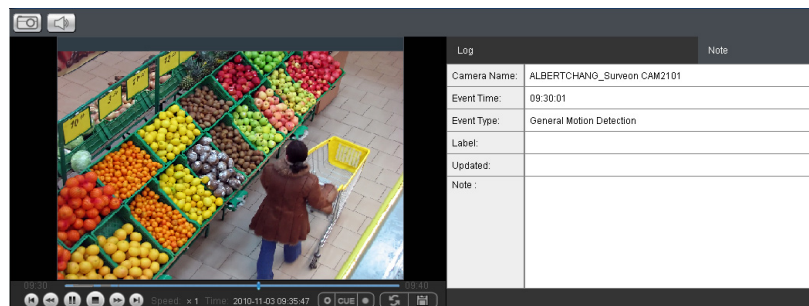 Log
Note
Camera Name:
ALBERTCHANG_Surveon CAM2101
Event Time:
09:30:01
Event Type:
General Motion Detection
Label:
Updated:
Note :
09:30
09:40
Speed: × 1 Time: 2010-11-03 09:35:47
CUE